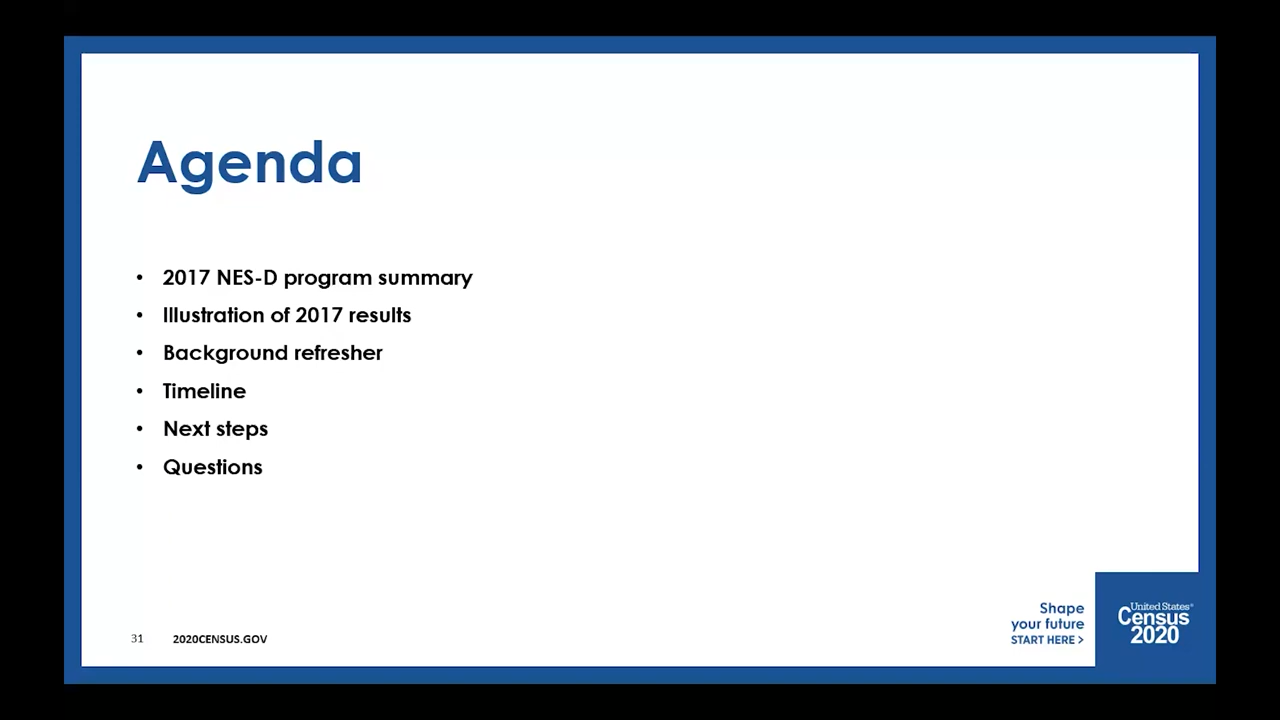 Agenda
• 2017 NES-D program summary
• Illustration of 2017 results
• Background refresher
• Timeline
• Next steps
• Questions
31 2020CENSUS.GOV
Shape
your future
START HERE >
United States®
Census
2020